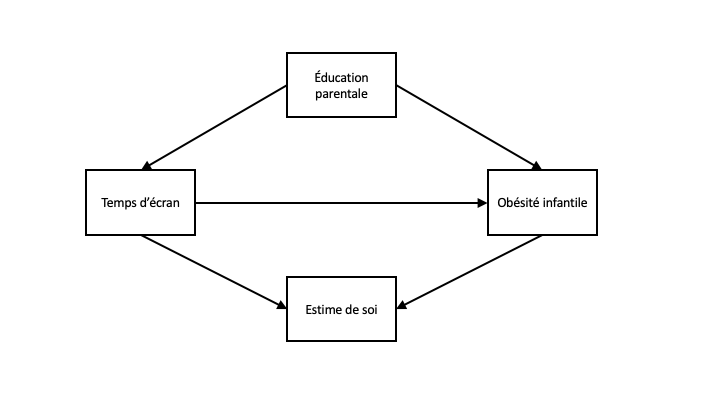 Éducation
parentale
Temps d’écran
Obésité infantile
Estime de soi